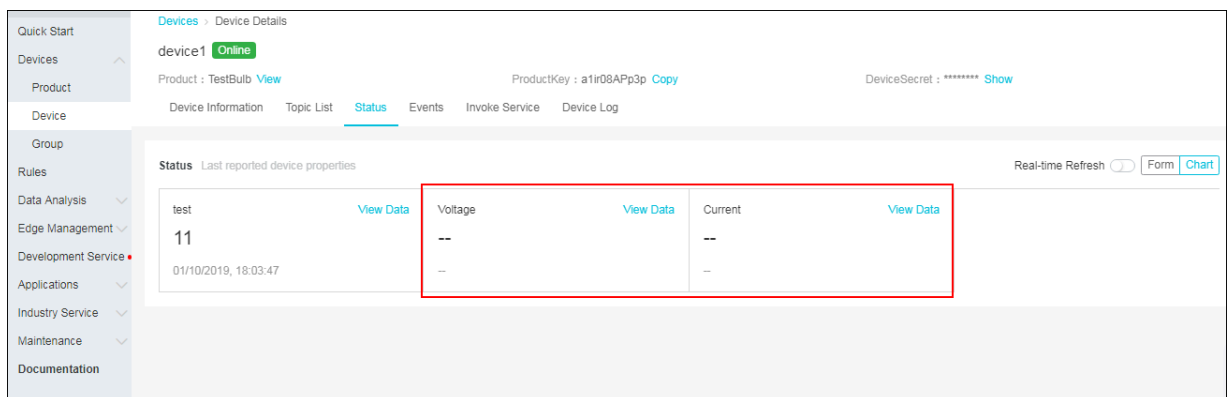 Quick Start
Devices
Product
Device
Group
Rules
Data Analysis
Edge Management
Development Service
Applications
Industry Service
Maintenance
Documentation
Devices > Device Details
device1 Online
Product : TestBulb View ProductKey : a1ir08APp3p Copy DeviceSecret : ******** Show
Device Information Topic List Status Events Invoke Service Device Log
Status Last reported device properties Real-time Refresh Form Chart
test View Data Voltage View Data Current View Data
11 -- --
01/10/2019, 18:03:47 -- --